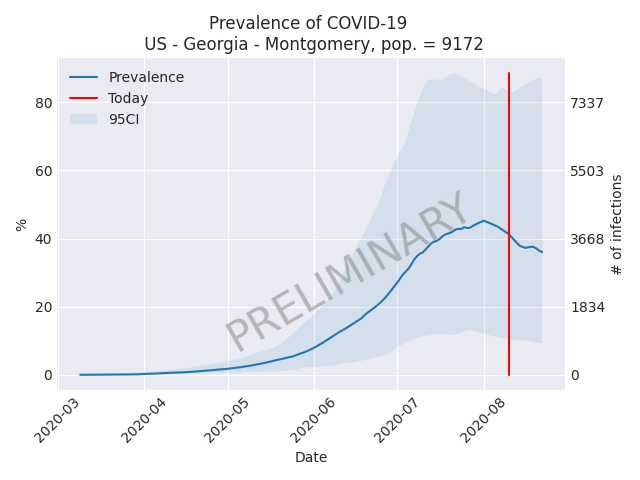 Prevalence of COVID-19
US - Georgia - Montgomery, pop. = 9172
Prevalence
Today
95CI
PRELIMINARY
%
80
60
40
20
0
# of infections
7337
5503
3668
1834
0
2020-03
2020-04
2020-05
2020-06
2020-07
2020-08
Date